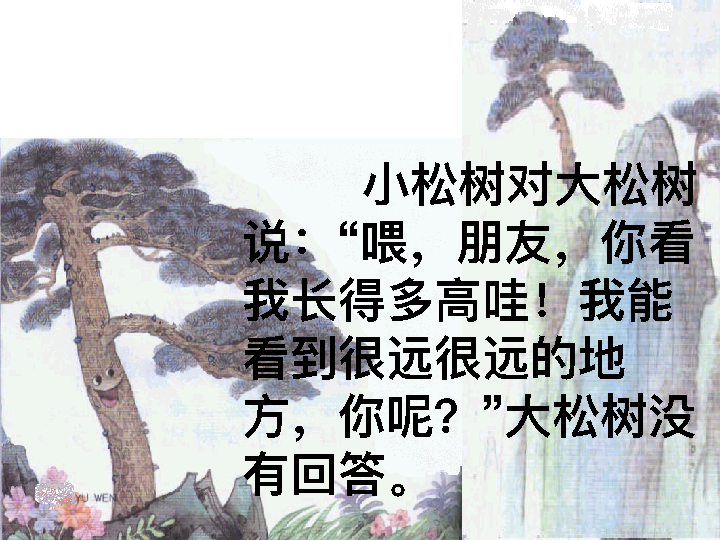 小松树对大松树
说：“喂，朋友，你看
我长得多高哇！我能
看到很远很远的地
方，你呢？”大松树没
有回答。
YU WEN